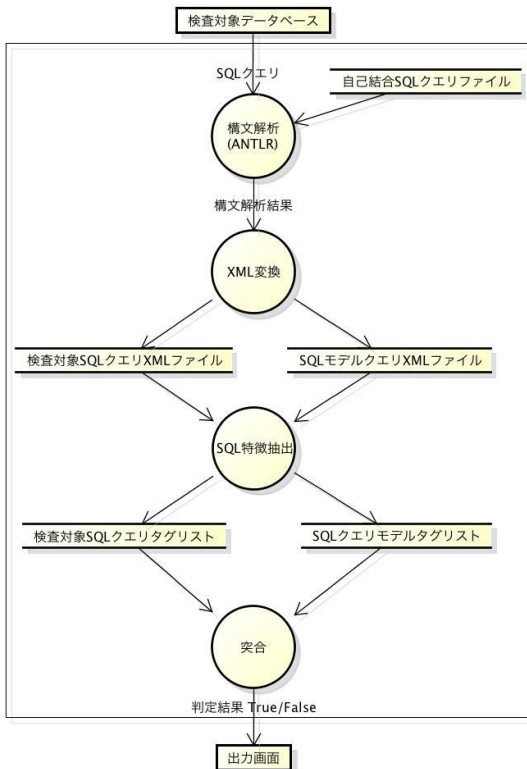 検査対象データベース
SQLクエリ
自己結合SQLクエリファイル
構文解析
(ANTLR)
構文解析結果
XML変換
検査対象SQLクエリXMLファイル
SQLモデルクエリXMLファイル
SQL特徴抽出
検査対象SQLクエリタグリスト
SQLクエリモデルタグリスト
突合
判定結果 True/False
出力画面